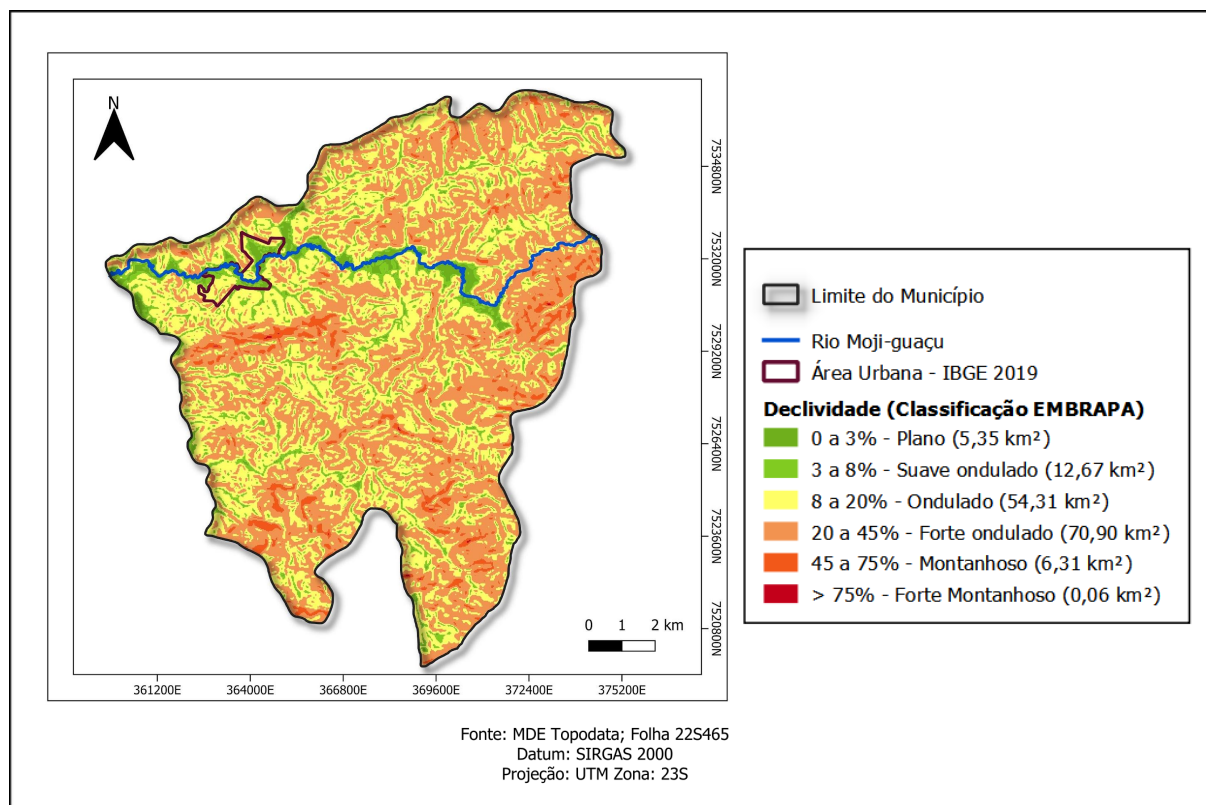 N
7534800N
7532000N
7529200N
7526400N
7523600N
7520800N
0 1 2 km
361200E 364000E 366800E 369600E 372400E 375200E
Limite do Município
Rio Moji-guaçu
Área Urbana - IBGE 2019
Declividade (Classificação EMBRAPA)
0 a 3% - Plano (5,35 km²)
3 a 8% - Suave ondulado (12,67 km²)
8 a 20% - Ondulado (54,31 km²)
20 a 45% - Forte ondulado (70,90 km²)
45 a 75% - Montanhoso (6,31 km²)
> 75% - Forte Montanhoso (0,06 km²)
Fonte: MDE Topodata; Folha 22S465
Datum: SIRGAS 2000
Projeção: UTM Zona: 23S